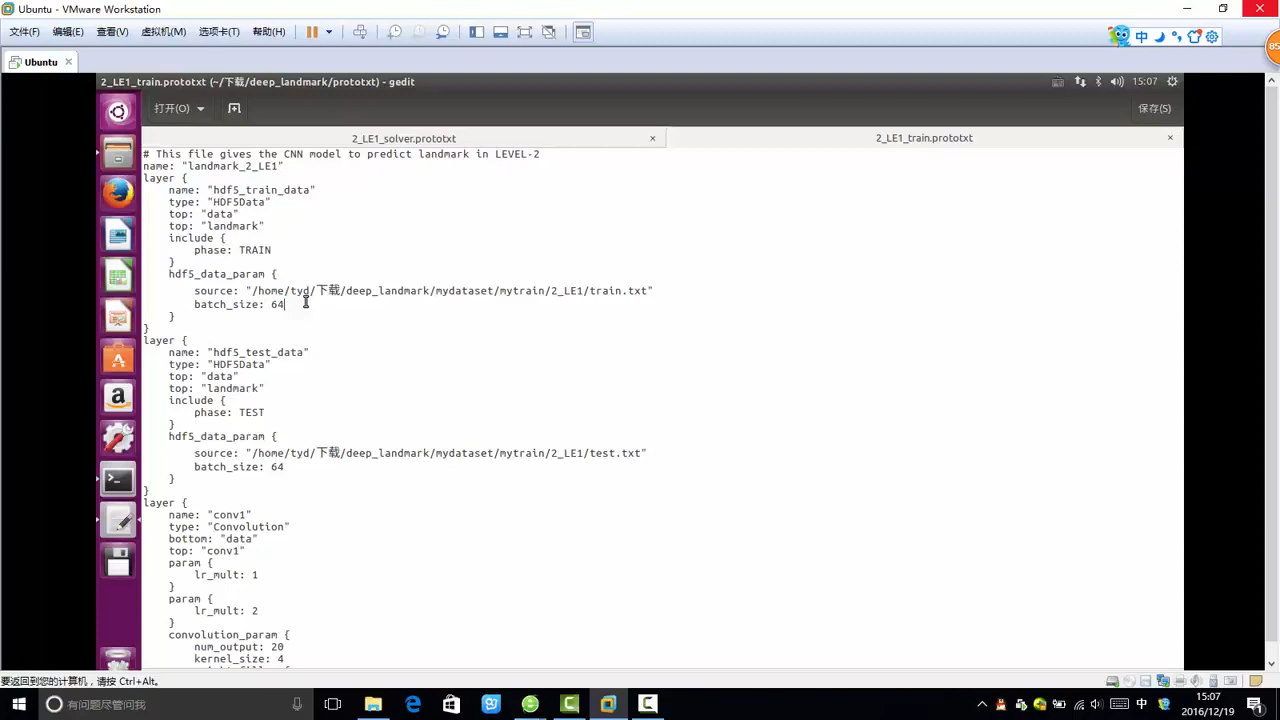 Ubuntu - VMware Workstation
文件(F) 编辑(E) 查看(V) 虚拟机(M) 选项卡(T) 帮助(H)
中
85
Ubuntu
2_LE1_train.prototxt (~/下载/deep_landmark/prototxt) - gedit
15:07
打开(O)
保存(S)
2_LE1_solver.prototxt
2_LE1_train.prototxt
# This file gives the CNN model to predict landmark in LEVEL-2
name: "landmark_2_LE1"
layer {
name: "hdf5_train_data"
type: "HDF5Data"
top: "data"
top: "landmark"
include {
phase: TRAIN
}
hdf5_data_param {
source: "/home/tyd/下载/deep_landmark/mydataset/mytrain/2_LE1/train.txt"
batch_size: 64
}
}
layer {
name: "hdf5_test_data"
type: "HDF5Data"
top: "data"
top: "landmark"
include {
phase: TEST
}
hdf5_data_param {
source: "/home/tyd/下载/deep_landmark/mydataset/mytrain/2_LE1/test.txt"
batch_size: 64
}
}
layer {
name: "conv1"
type: "Convolution"
bottom: "data"
top: "conv1"
param {
lr_mult: 1
}
param {
lr_mult: 2
}
convolution_param {
num_output: 20
kernel_size: 4
要返回到您的计算机，请按 Ctrl+Alt。
有问题尽管问我
中
15:07
2016/12/19